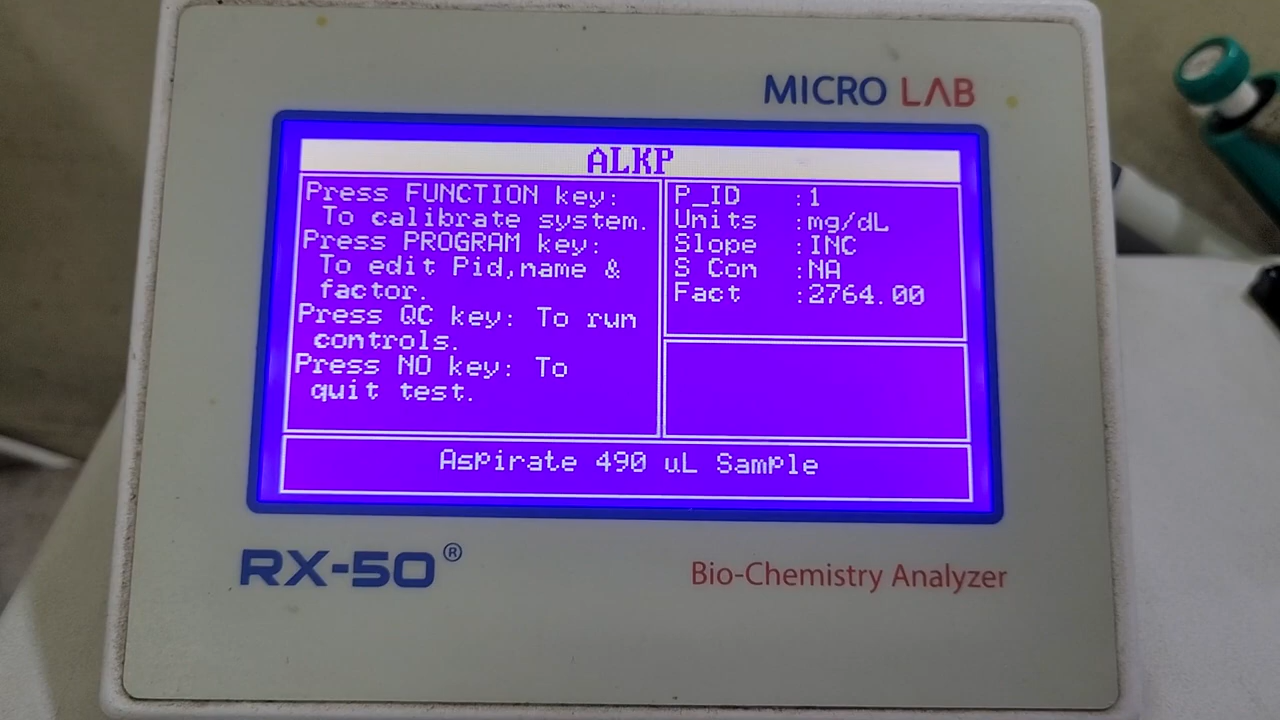 MICRO LAB
ALKP
Press FUNCTION key:
To calibrate system.
Press PROGRAM key:
To edit Pid,name &
factor.
Press QC key: To run
controls.
Press NO key: To
quit test.
P_ID :1
Units :mg/dL
Slope :INC
S Con :NA
Fact :2764.00
Aspirate 490 uL Sample
RX-50®
Bio-Chemistry Analyzer